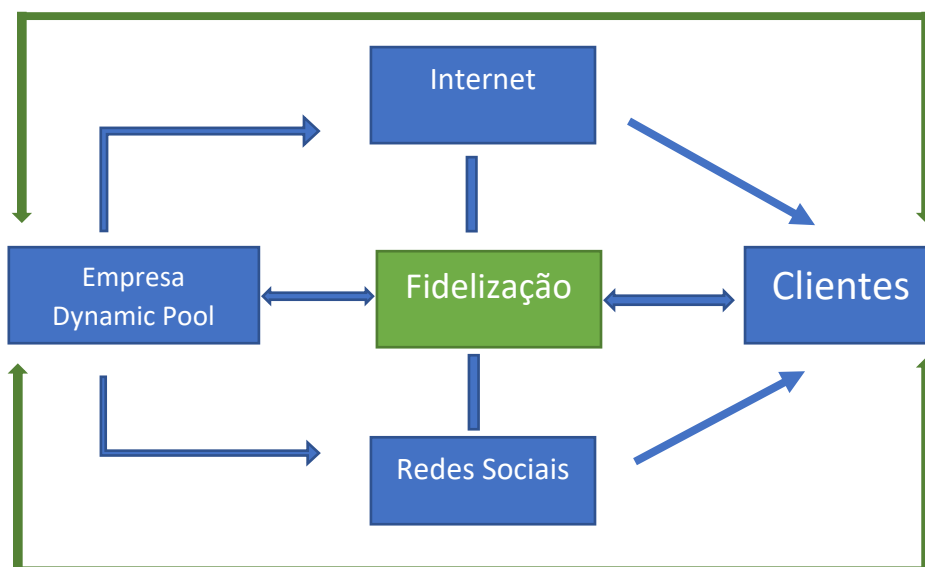 Internet
Empresa
Dynamic Pool
Fidelização
Clientes
Redes Sociais